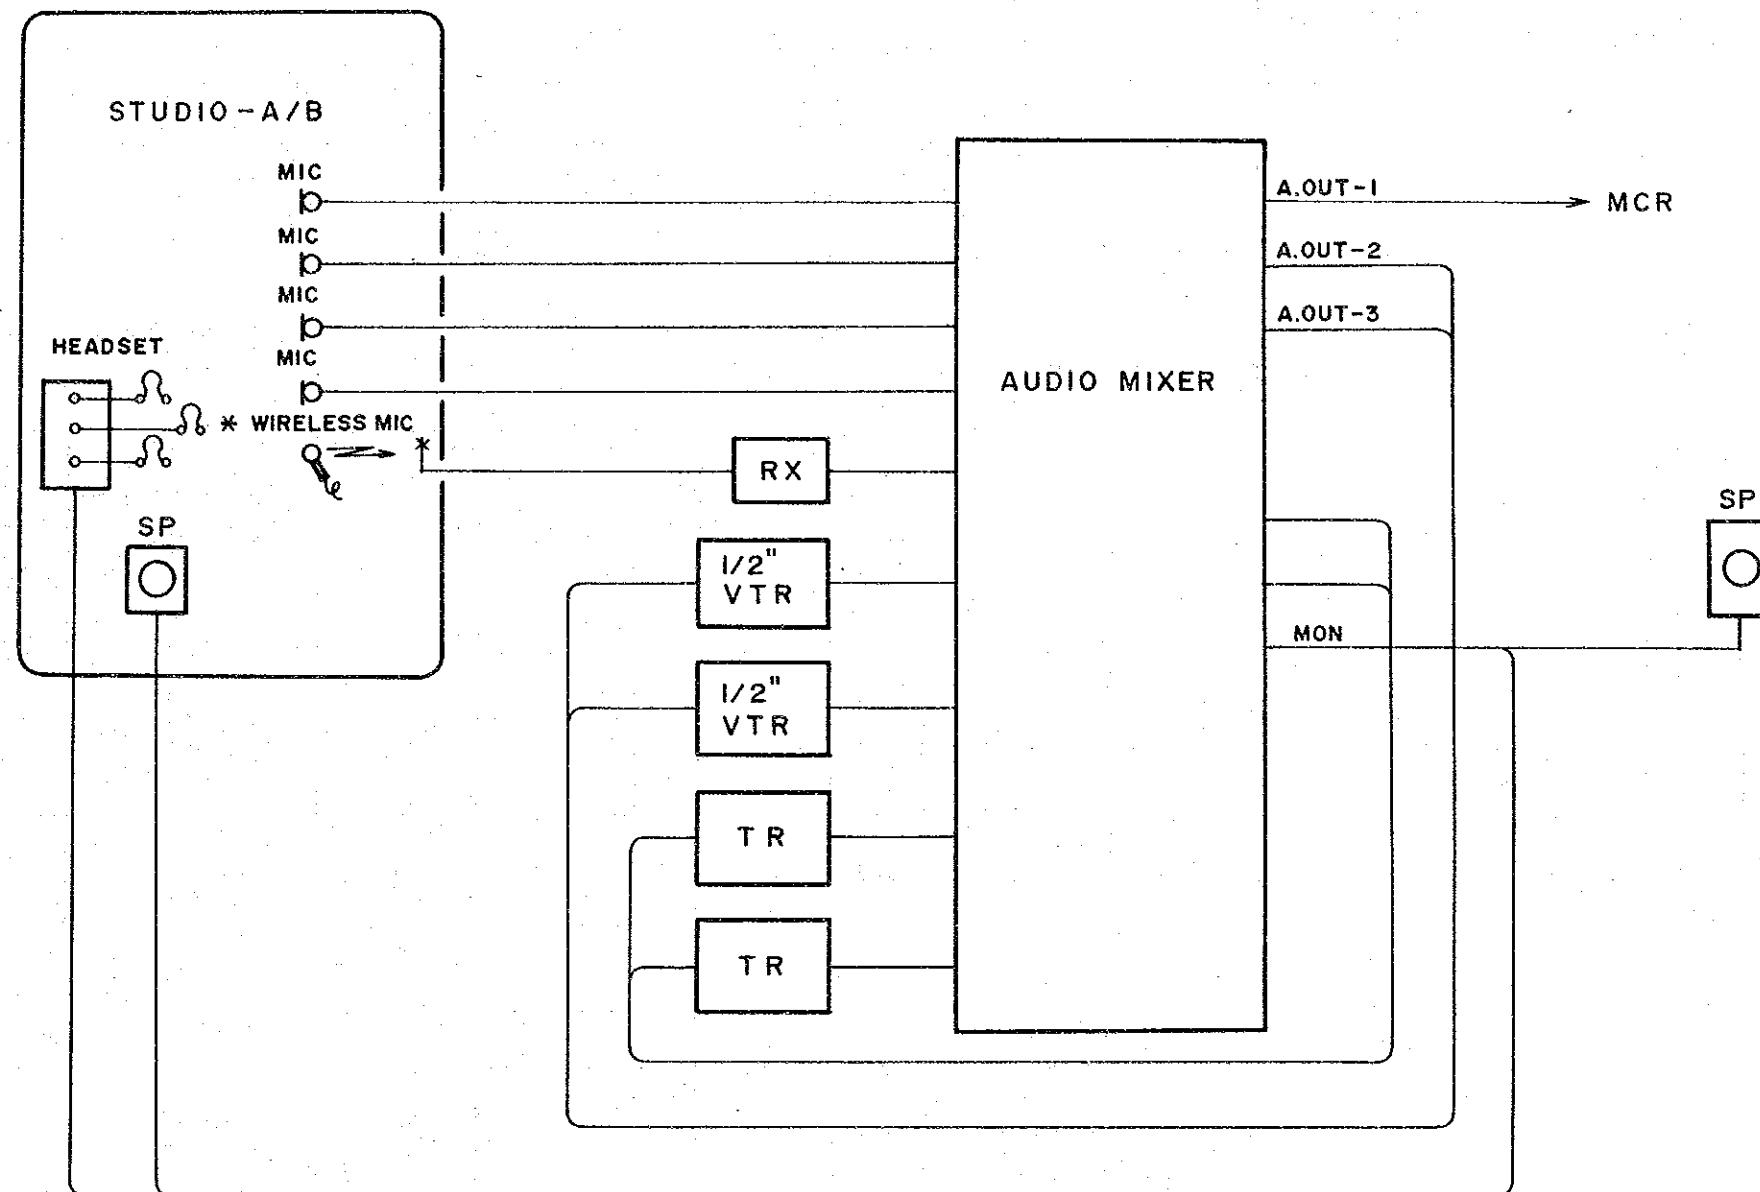 STUDIO-A/B
MIC
A.OUT-1
MCR
MIC
A.OUT-2
MIC
A.OUT-3
HEADSET
MIC
AUDIO MIXER
* WIRELESS MIC
*
RX
SP
SP
1/2"
VTR
MON
1/2"
VTR
TR
TR